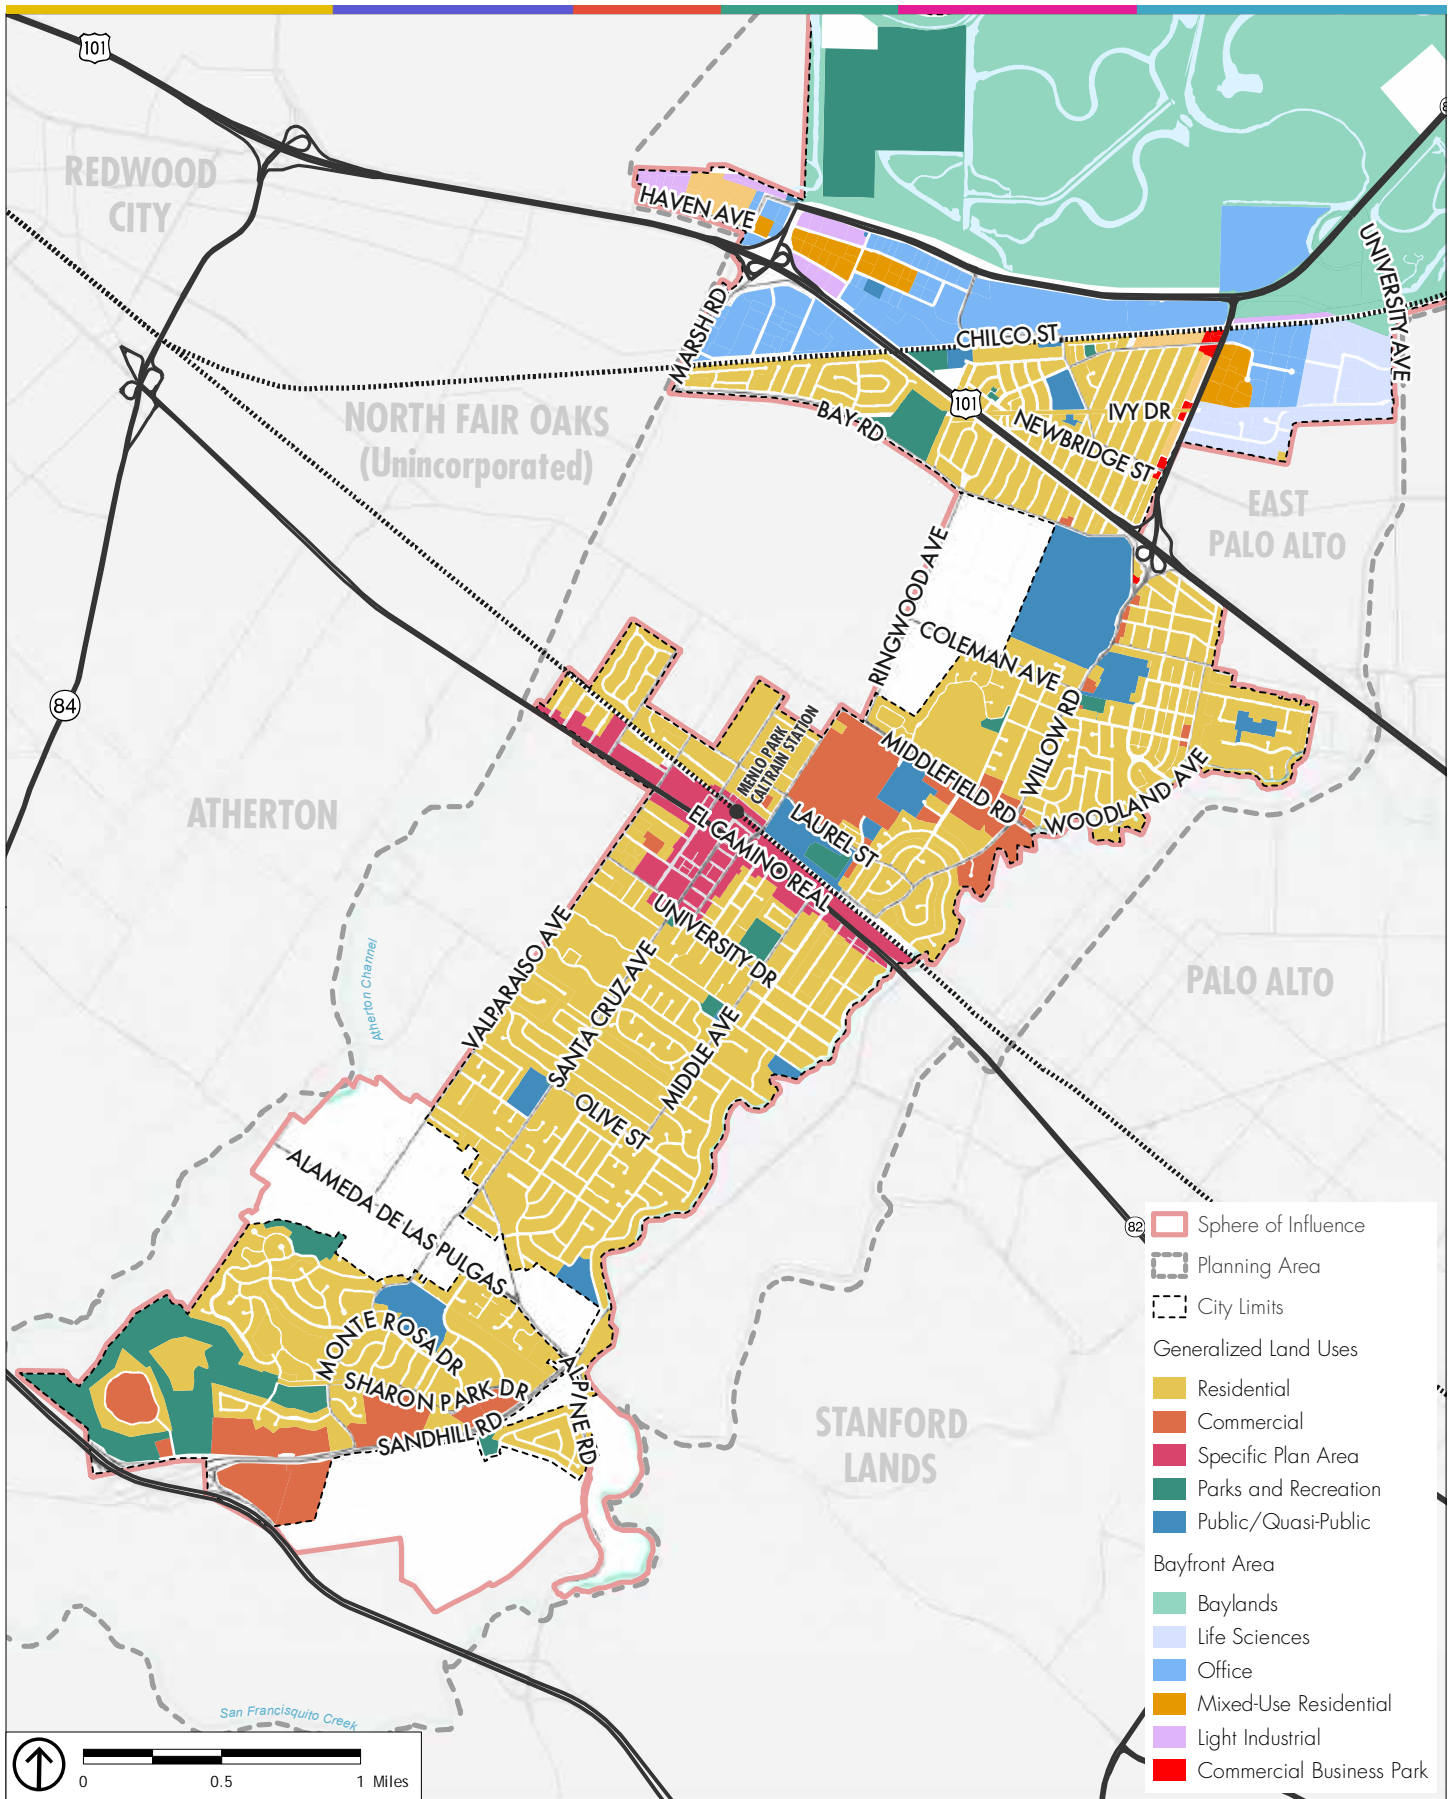 101
REDWOOD
CITY
HAVEN AVE
UNIVERSITY AVE
MARSH RD
CHILCO ST
NORTH FAIR OAKS
(Unincorporated)
BAY RD
101
IVY DR
NEWBRIDGE ST
EAST
PALO ALTO
RINGWOOD AVE
COLEMAN AVE
84
WILLOW RD
MENLO PARK
CALTRAIN STATION
MIDDLEFIELD RD
WOODLAND AVE
ATHERTON
LAUREL ST
EL CAMINO REAL
UNIVERSITY DR
VALPARAISO AVE
SANTA CRUZ AVE
Atherton Channel
PALO ALTO
MIDDLE AVE
OLIVE ST
ALAMEDA DE LAS PULGAS
82
MONTE ROSA DR
SHARON PARK DR
SANDHILL RD
ALPINE RD
STANFORD
LANDS
San Francisquito Creek
0 0.5 1 Miles
Sphere of Influence
Planning Area
City Limits
Generalized Land Uses
Residential
Commercial
Specific Plan Area
Parks and Recreation
Public/Quasi-Public
Bayfront Area
Baylands
Life Sciences
Office
Mixed-Use Residential
Light Industrial
Commercial Business Park